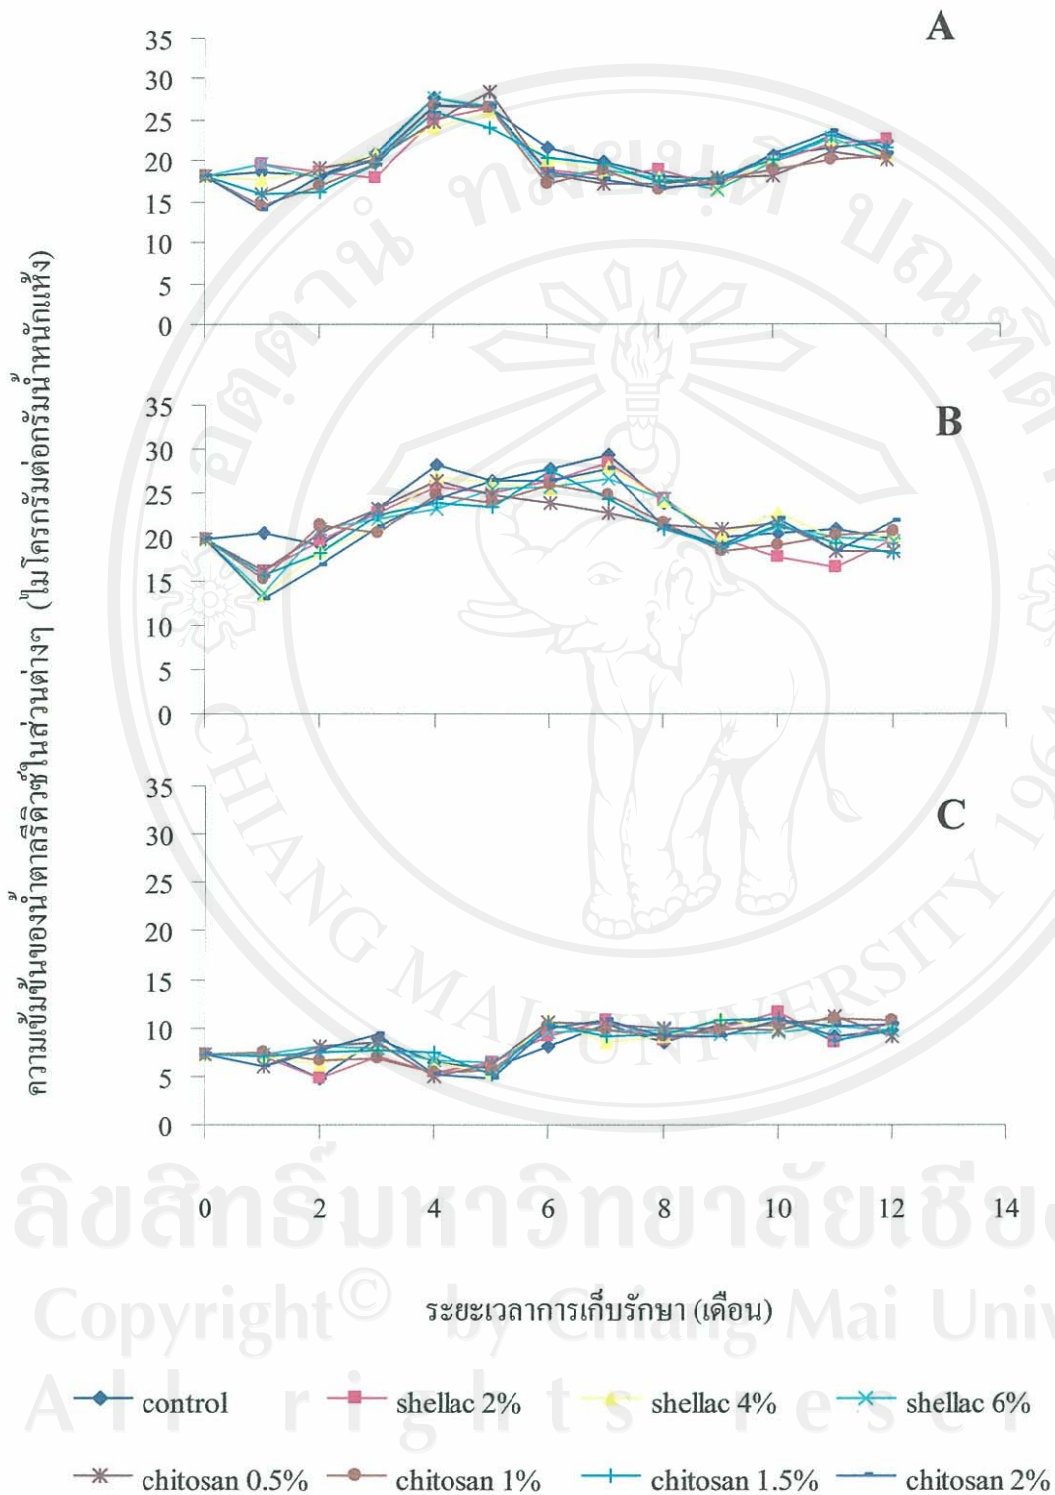 A
35
30
25
20
15
10
5
0
B
35
30
25
20
15
10
5
0
C
35
30
25
20
15
10
5
0
0 2 4 6 8 10 12 14
ความเข้มข้นของน้ำตาลรีดิวซ์ในส่วนต่างๆ (ไมโครกรัมต่อกรัมน้ำหนักแห้ง)
ระยะเวลาการเก็บรักษา (เดือน)
control shellac 2% shellac 4% shellac 6%
chitosan 0.5% chitosan 1% chitosan 1.5% chitosan 2%
CHIANG MAI UNIVERSITY 1964
ลิขสิทธิ์มหาวิทยาลัยเชีย
Copyright© by Chiang Mai Univ
All rights reser